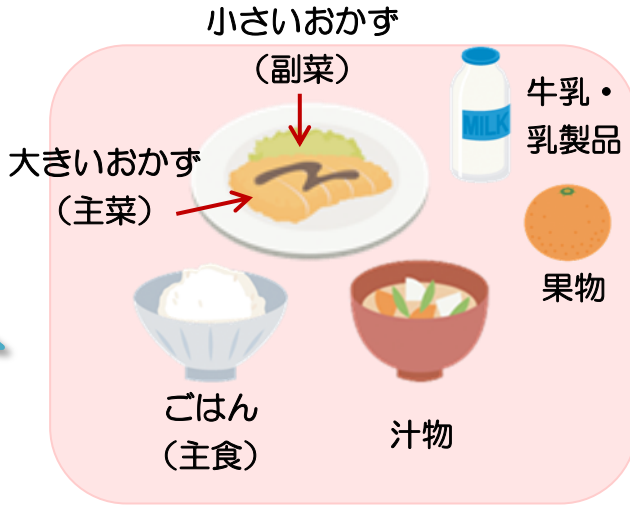 小さいおかず
（副菜）
牛乳・
乳製品
MILK
大きいおかず
（主菜）
果物
ごはん
（主食）
汁物